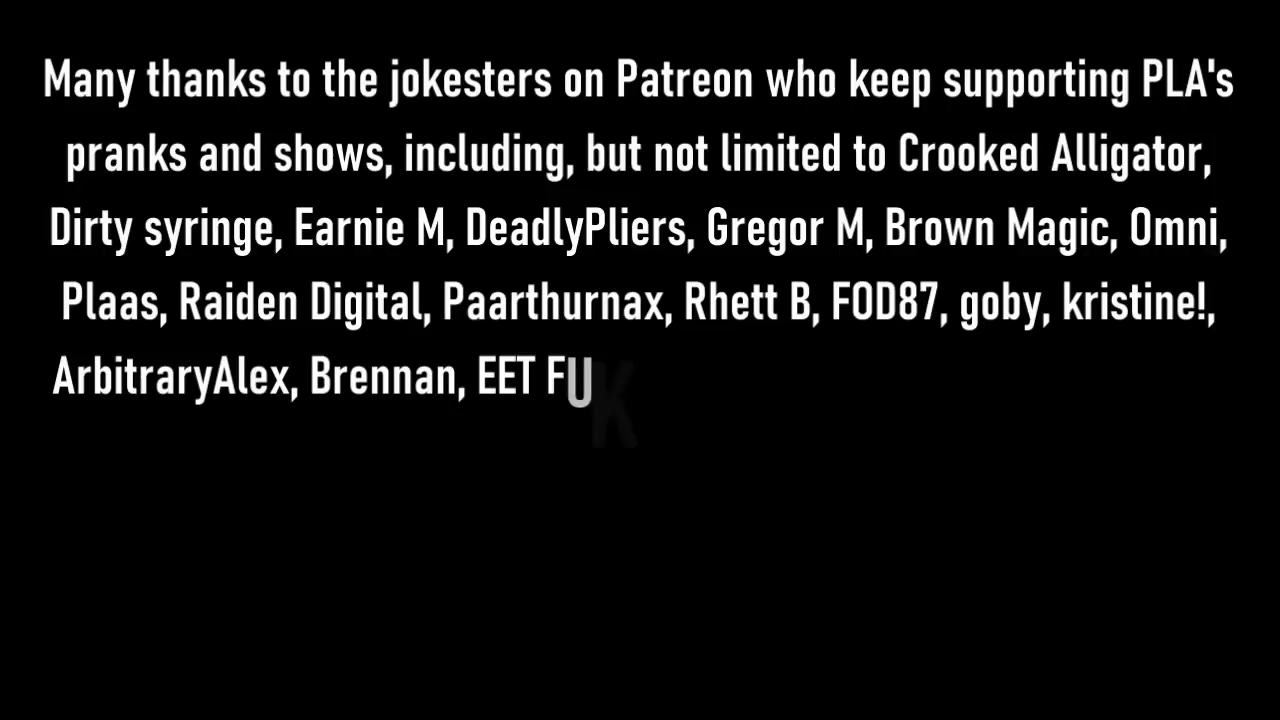 Many thanks to the jokesters on Patreon who keep supporting PLA's
pranks and shows, including, but not limited to Crooked Alligator,
Dirty syringe, Earnie M, DeadlyPliers, Gregor M, Brown Magic, Omni,
Plaas, Raiden Digital, Paarthurnax, Rhett B, FOD87, goby, kristine!,
ArbitraryAlex, Brennan, EET FUK